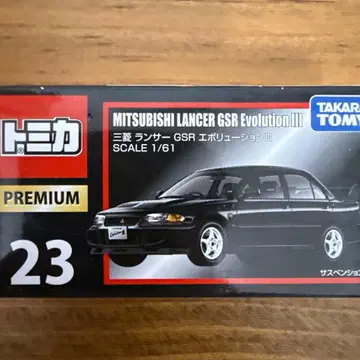 トミカ
PREMIUM
23
MITSUBISHI LANCER GSR Evolution III
三菱 ランサー GSR エボリューションIII
SCALE 1/61
TAKARA
TOMY
サスペンション